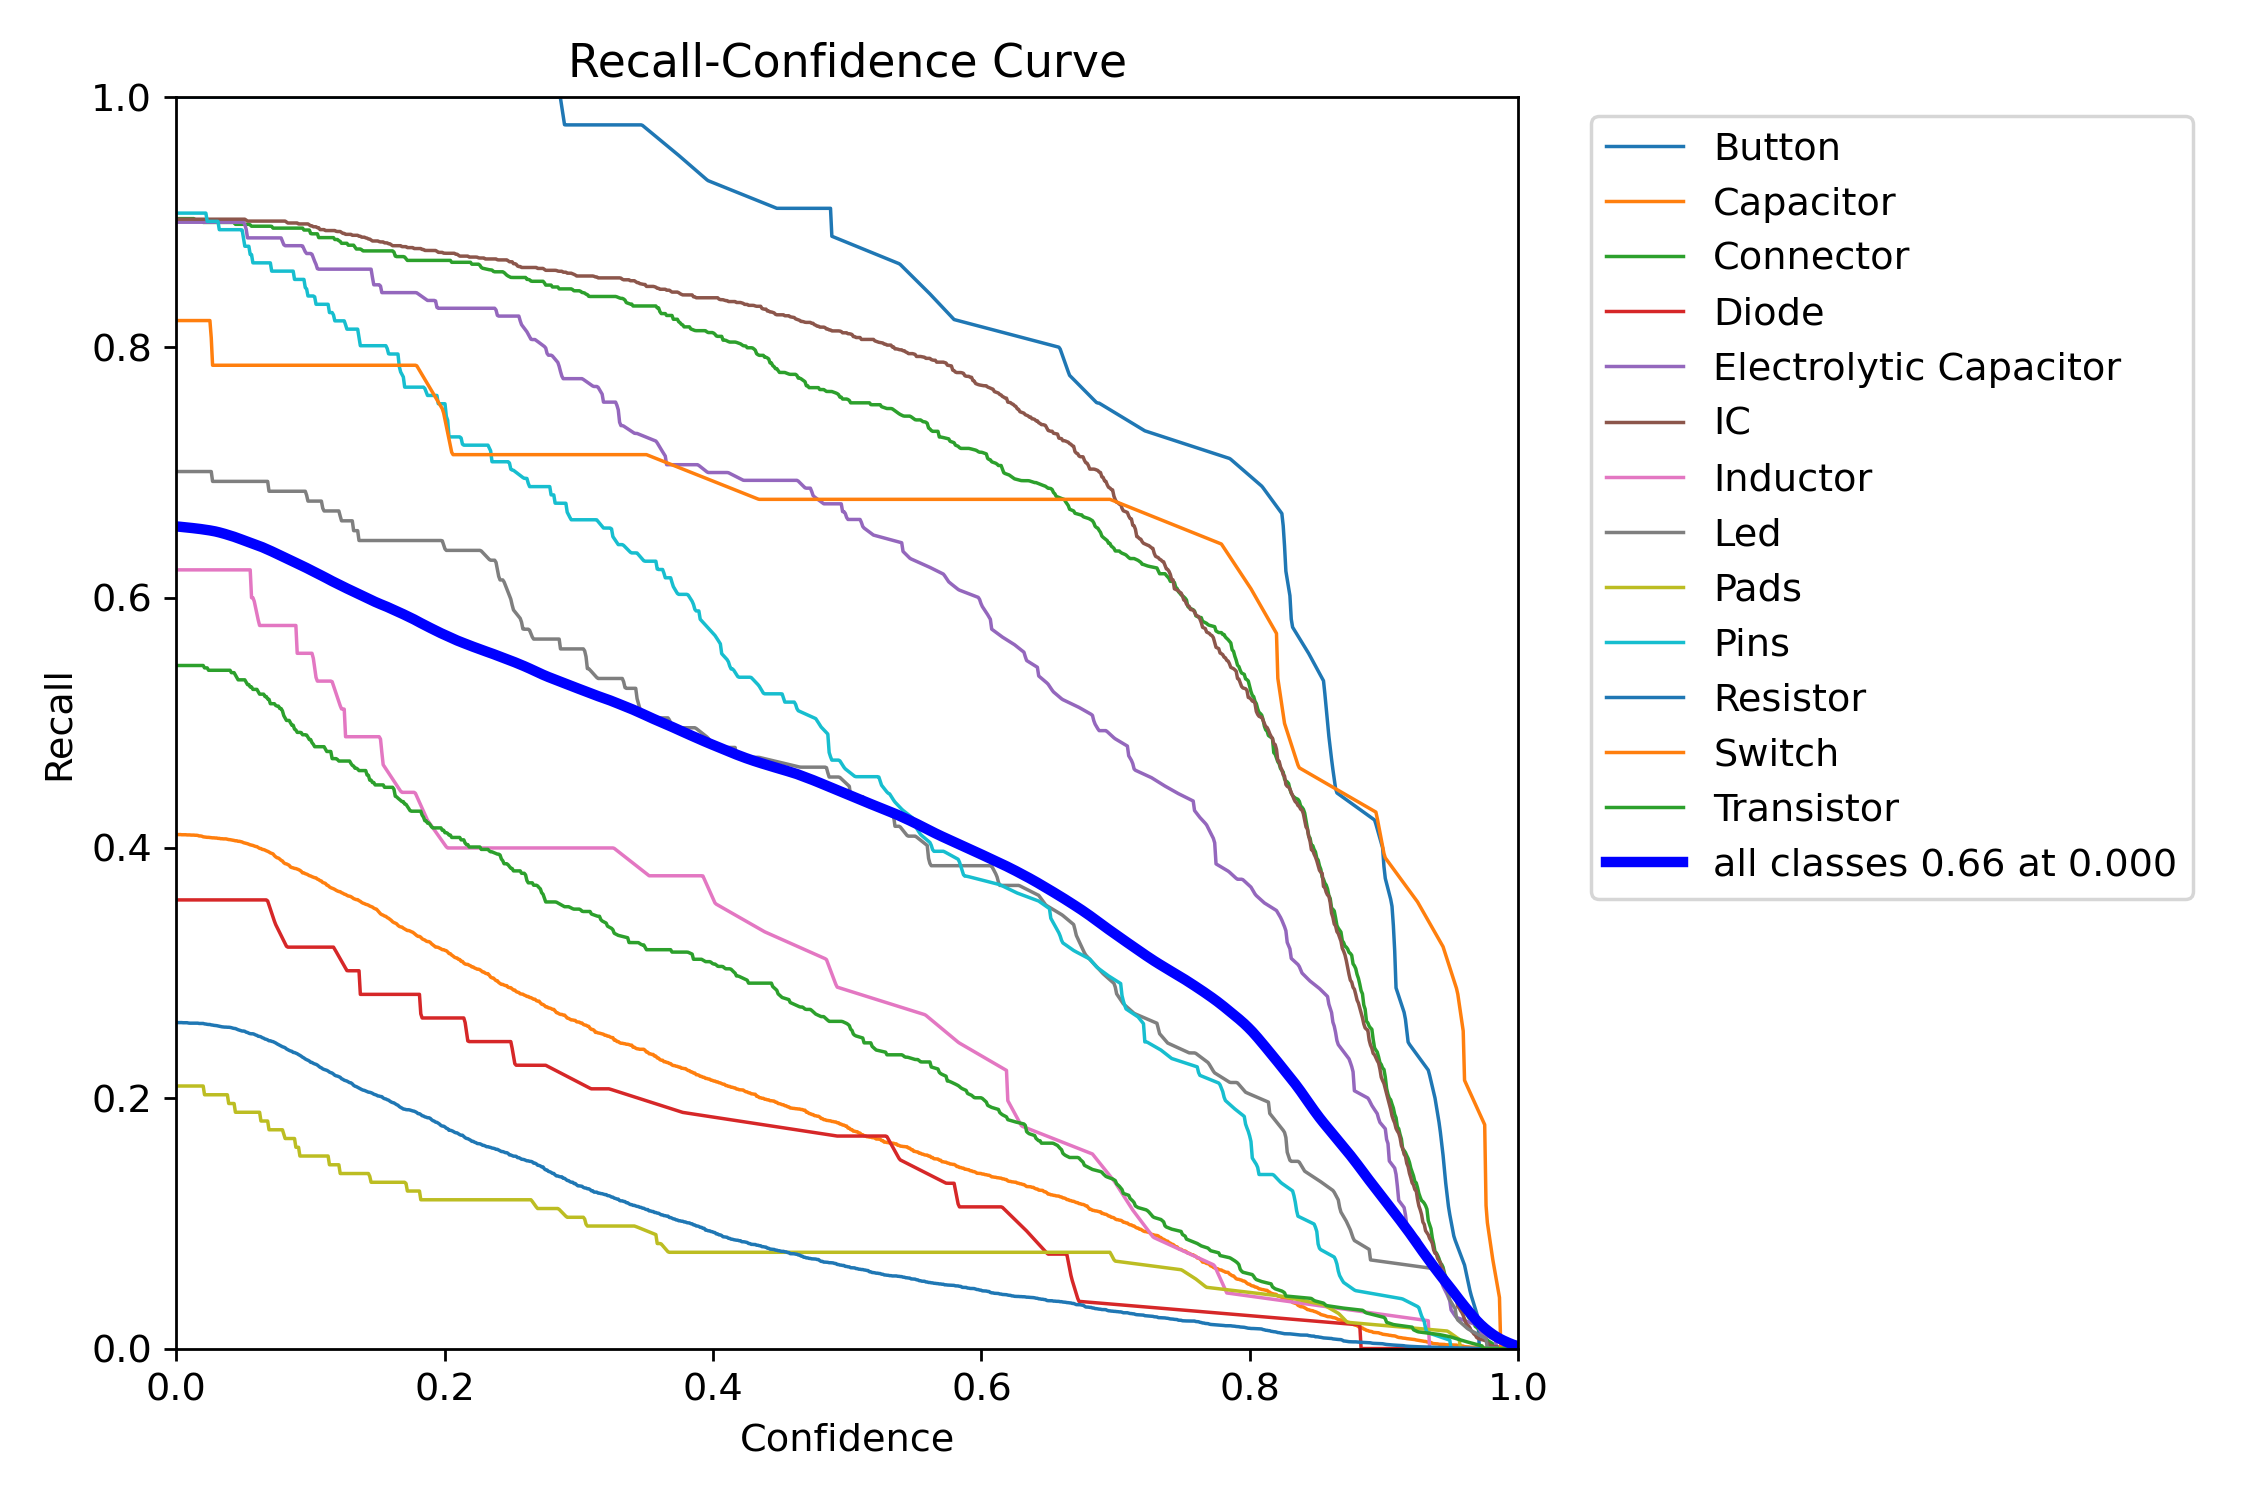 Recall-Confidence Curve
1.0
0.8
0.6
0.4
0.2
0.0
Recall
0.0 0.2 0.4 0.6 0.8 1.0
Confidence
Button
Capacitor
Connector
Diode
Electrolytic Capacitor
IC
Inductor
Led
Pads
Pins
Resistor
Switch
Transistor
all classes 0.66 at 0.000